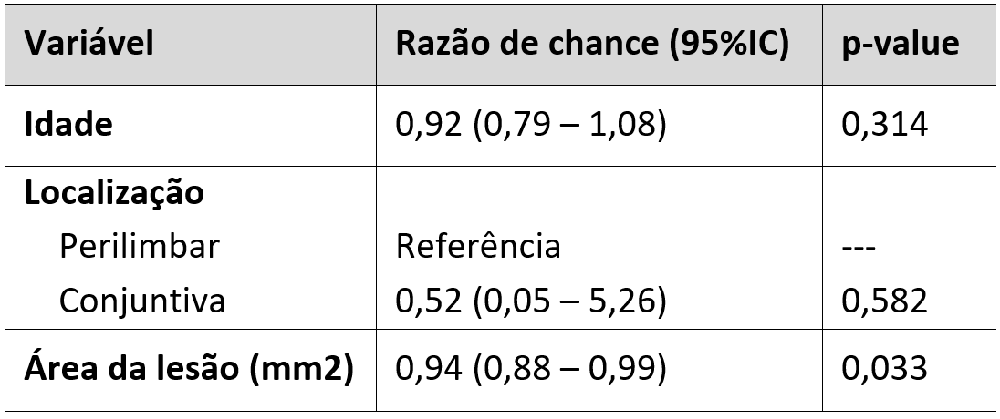 Variável Razão de chance (95%IC) p-value
Idade 0,92 (0,79 – 1,08) 0,314
Localização
Perilimbar Referência ---
Conjuntiva 0,52 (0,05 – 5,26) 0,582
Área da lesão (mm2) 0,94 (0,88 – 0,99) 0,033